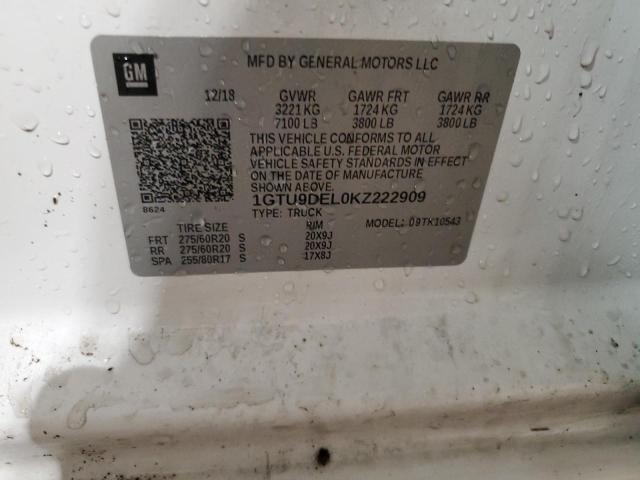 GM
MFD BY GENERAL MOTORS LLC
12/18 GVWR GAWR FRT GAWR RR
3221 KG 1724 KG 1724 KG
7100 LB 3800 LB 3800 LB
THIS VEHICLE CONFORMS TO ALL
APPLICABLE U.S. FEDERAL MOTOR
VEHICLE SAFETY STANDARDS IN EFFECT
ON THE DATE OF MANUFACTURE
SHOWN ABOVE.
8624
1GTU9DEL0KZ222909
TYPE: TRUCK MODEL: 09TK10543
TIRE SIZE RIM
FRT 275/60R20 S 20X9J
RR 275/60R20 S 20X9J
SPA 255/80R17 S 17X8J